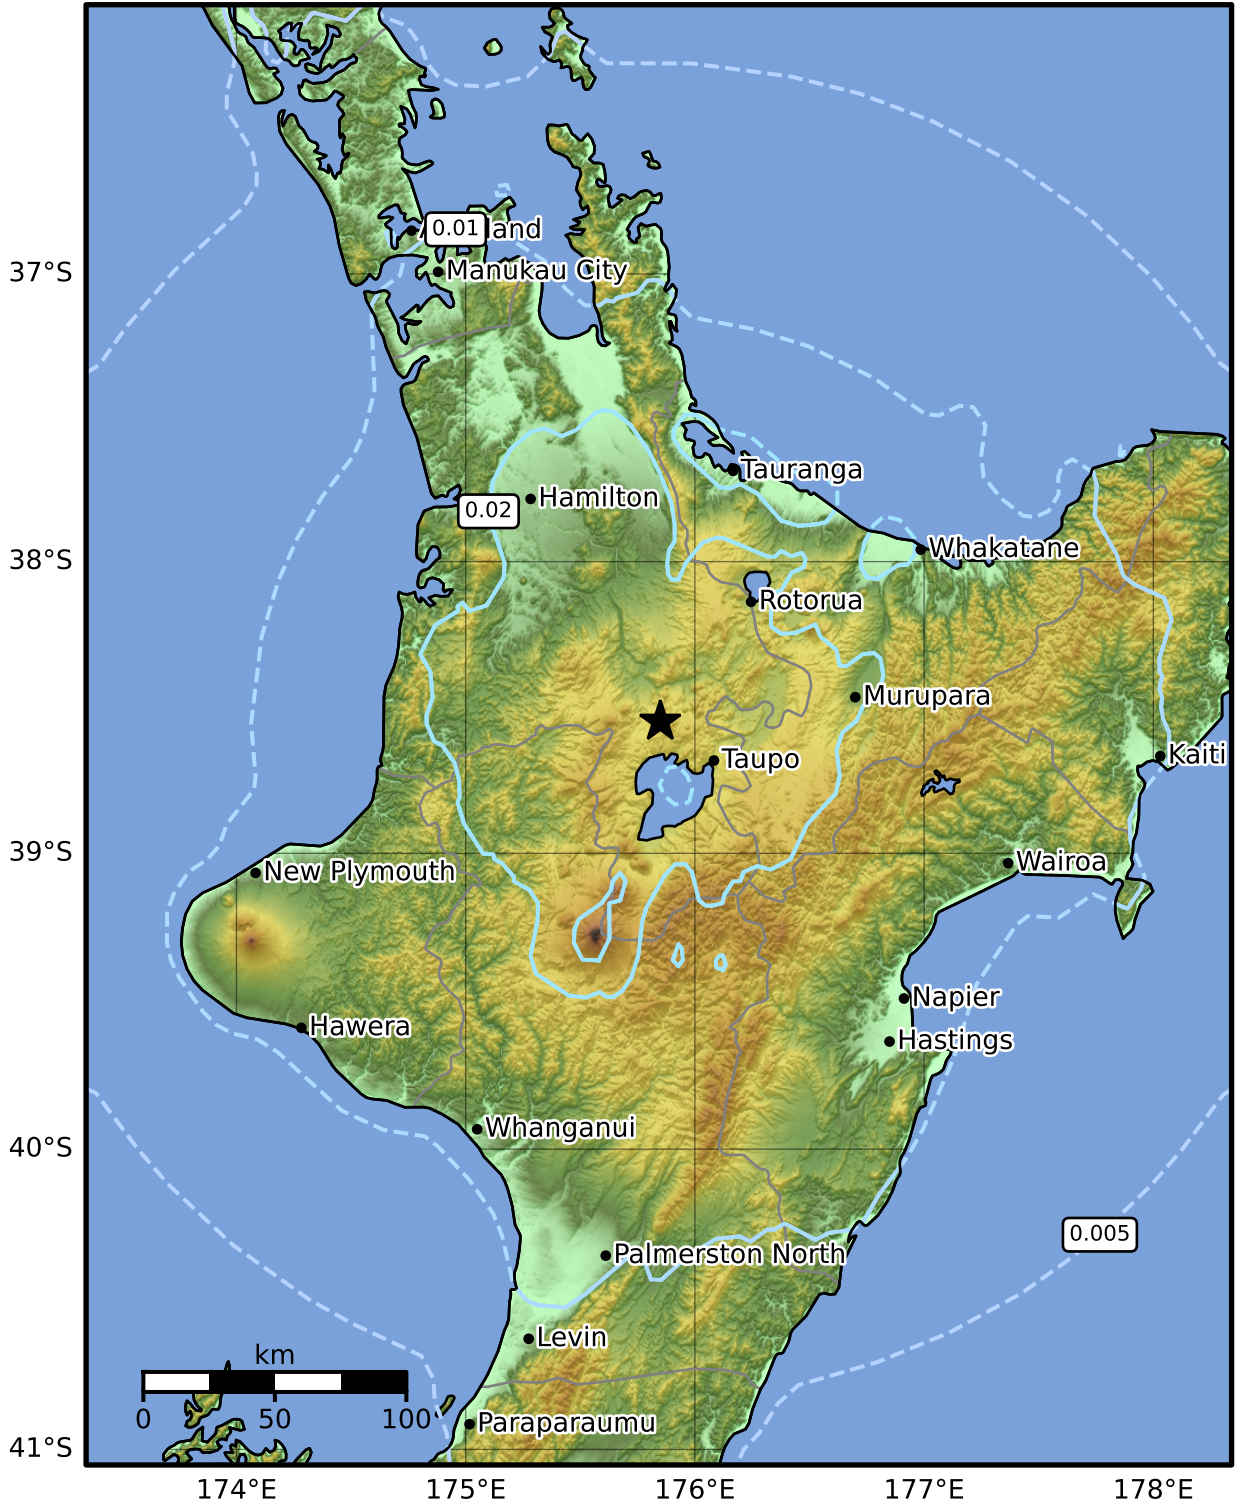 0.01
land
Manukau City
37°S
Tauranga
Hamilton
0.02
Whakatane
38°S
Rotorua
Murupara
Taupo
Kaiti
39°S
Wairoa
New Plymouth
Napier
Hawera
Hastings
Whanganui
40°S
0.005
Palmerston North
Levin
km
0
50
100
Paraparaumu
41°S
174°E
175°E
176°E
177°E
178°E